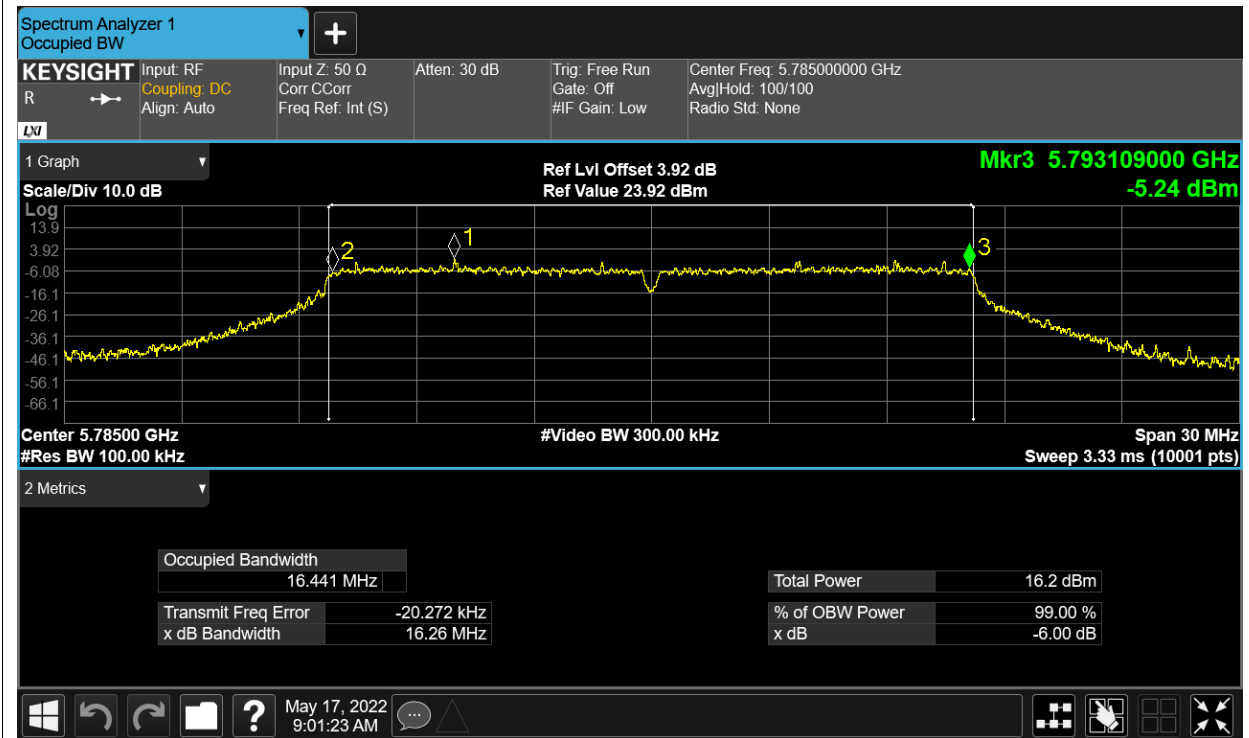 Spectrum Analyzer 1
Occupied BW
▼
+
KEYSIGHT
R
LXI
Input: RF
Coupling: DC
Align: Auto
Input Z: 50 Ω
Corr CCorr
Freq Ref: Int (S)
Atten: 30 dB
Trig: Free Run
Gate: Off
#IF Gain: Low
Center Freq: 5.785000000 GHz
Avg|Hold: 100/100
Radio Std: None
1 Graph ▼
Scale/Div 10.0 dB
Ref Lvl Offset 3.92 dB
Ref Value 23.92 dBm
Mkr3 5.793109000 GHz
-5.24 dBm
Log
13.9
3.92
-6.08
-16.1
-26.1
-36.1
-46.1
-56.1
-66.1
2
1
3
Center 5.78500 GHz
#Res BW 100.00 kHz
#Video BW 300.00 kHz
Span 30 MHz
Sweep 3.33 ms (10001 pts)
2 Metrics ▼
Occupied Bandwidth
16.441 MHz
Transmit Freq Error -20.272 kHz
x dB Bandwidth 16.26 MHz
Total Power 16.2 dBm
% of OBW Power 99.00 %
x dB -6.00 dB
?
May 17, 2022
9:01:23 AM